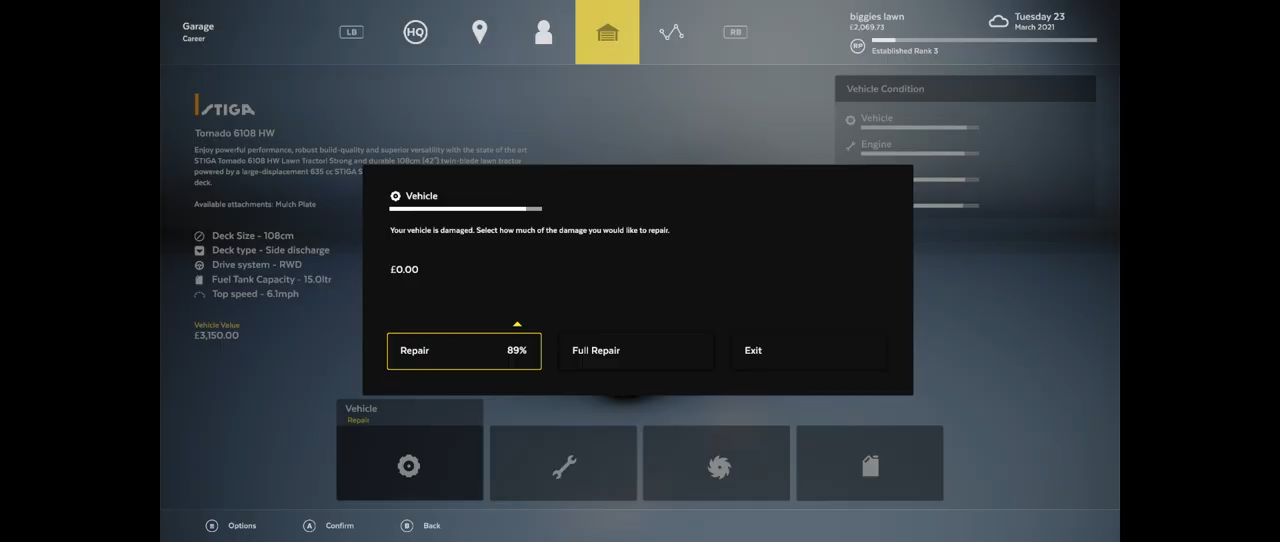 Garage
Career
LB
HQ
RB
biggies lawn
£2,069.73
Tuesday 23
March 2021
RP
Established Rank 3
STIGA
Tornado 6108 HW
Enjoy powerful performance, robust build-quality and superior versatility with the state of the art
STIGA Tornado 6108 HW Lawn Tractor! Strong and durable 108cm (42") twin-blade lawn tractor
powered by a large-displacement 635 cc STIGA S
deck.
Available attachments: Mulch Plate
Deck Size - 108cm
Deck type - Side discharge
Drive system - RWD
Fuel Tank Capacity - 15.0ltr
Top speed - 6.1mph
Vehicle Value
£3,150.00
Vehicle Condition
Vehicle
Engine
Vehicle
Your vehicle is damaged. Select how much of the damage you would like to repair.
£0.00
Repair 89%
Full Repair
Exit
Vehicle
Repair
Options
A Confirm
B Back